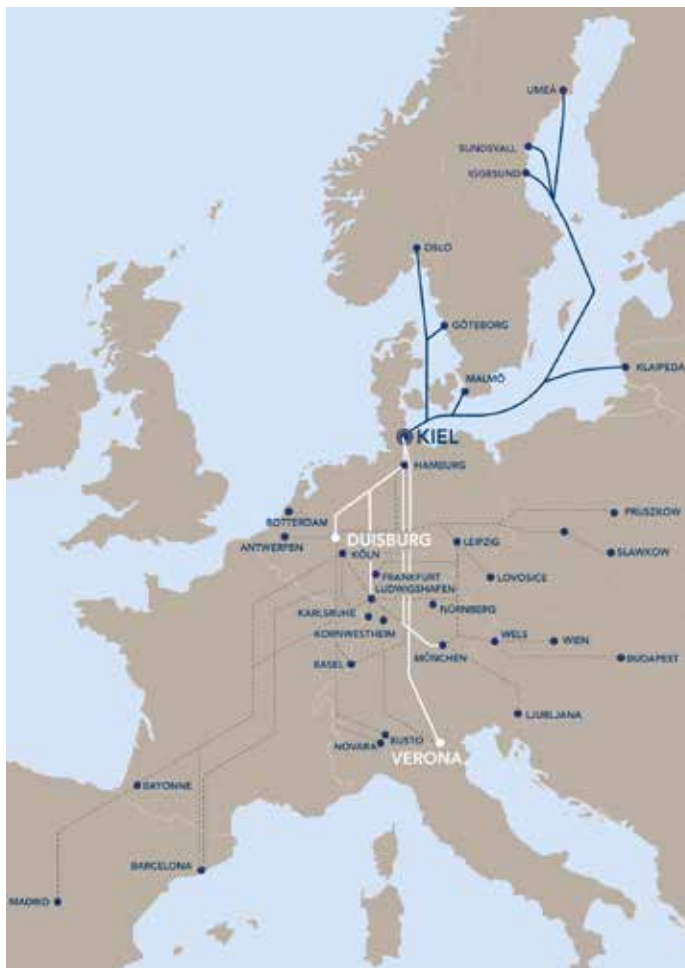 UMEÅ
SUNDSVALL
IGGESUND
OSLO
GÖTEBORG
KLAIPEDA
MALMÖ
KIEL
HAMBURG
ROTTERDAM
PRUSZKOW
ANTWERPEN
DUISBURG
LEIPZIG
KÖLN
SLAWKOW
FRANKFURT
LOVOSICE
LUDWIGSHAFEN
NÜRNBERG
KARLSRUHE
KORNWESTHEIM
WELS
WIEN
MÖNCHEN
BASEL
BUDAPEST
LJUBLJANA
BUSTO
NOVARA
VERONA
BAYONNE
BARCELONA
MADRID